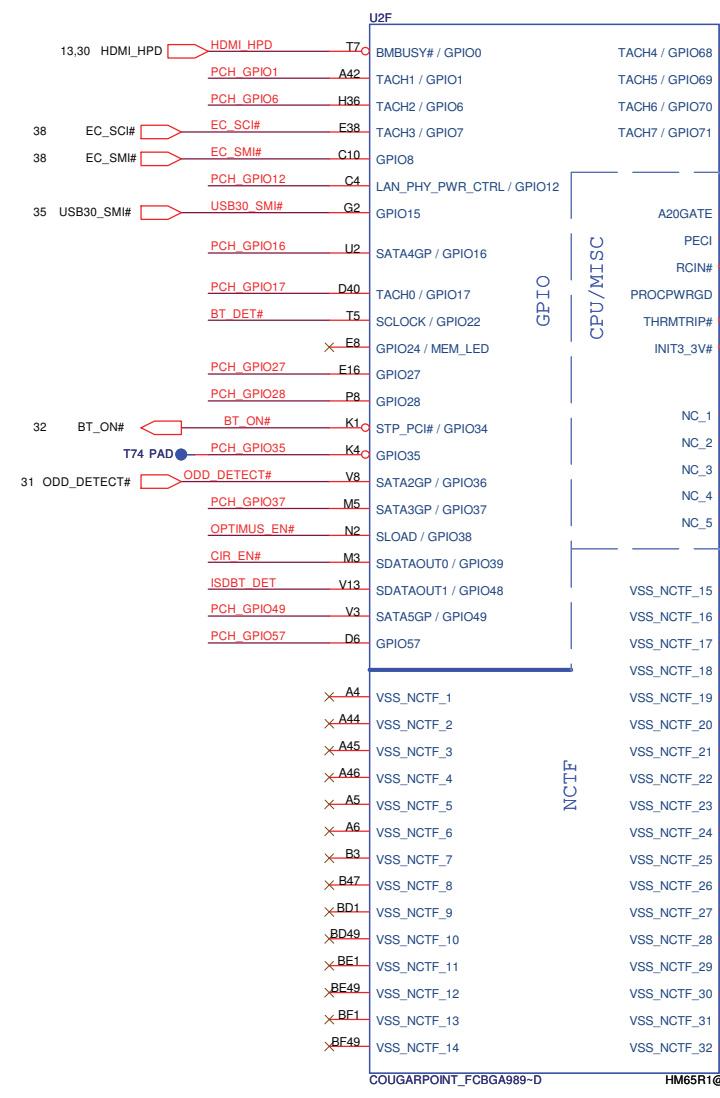 U2F
13,30 HDMI_HPD HDMI_HPD T7 BMBUSY# / GPIO0 TACH4 / GPIO68
PCH_GPIO1 A42 TACH1 / GPIO1 TACH5 / GPIO69
PCH_GPIO6 H36 TACH2 / GPIO6 TACH6 / GPIO70
38 EC_SCI# EC_SCI# E38 TACH3 / GPIO7 TACH7 / GPIO71
38 EC_SMI# EC_SMI# C10 GPIO8
PCH_GPIO12 C4 LAN_PHY_PWR_CTRL / GPIO12
35 USB30_SMI# USB30_SMI# G2 GPIO15 A20GATE
PECI
PCH_GPIO16 U2 SATA4GP / GPIO16
RCIN#
PCH_GPIO17 D40 TACH0 / GPIO17 PROCPWRGD
BT_DET# T5 SCLOCK / GPIO22 THRMTRIP#
E8 GPIO24 / MEM_LED INIT3_3V#
GPIO
CPU/MISC
PCH_GPIO27 E16 GPIO27
PCH_GPIO28 P8 GPIO28
NC_1
32 BT_ON# BT_ON# K1 STP_PCI# / GPIO34
NC_2
T74 PAD PCH_GPIO35 K4 GPIO35
NC_3
31 ODD_DETECT# ODD_DETECT# V8 SATA2GP / GPIO36
NC_4
PCH_GPIO37 M5 SATA3GP / GPIO37
NC_5
OPTIMUS_EN# N2 SLOAD / GPIO38
CIR_EN# M3 SDATAOUT0 / GPIO39
ISDBT_DET V13 SDATAOUT1 / GPIO48 VSS_NCTF_15
PCH_GPIO49 V3 SATA5GP / GPIO49 VSS_NCTF_16
PCH_GPIO57 D6 GPIO57 VSS_NCTF_17
VSS_NCTF_18
A4 VSS_NCTF_1 VSS_NCTF_19
A44 VSS_NCTF_2 VSS_NCTF_20
A45 VSS_NCTF_3 VSS_NCTF_21
A46 VSS_NCTF_4 VSS_NCTF_22
NCTF
A5 VSS_NCTF_5 VSS_NCTF_23
A6 VSS_NCTF_6 VSS_NCTF_24
B3 VSS_NCTF_7 VSS_NCTF_25
B47 VSS_NCTF_8 VSS_NCTF_26
BD1 VSS_NCTF_9 VSS_NCTF_27
BD49 VSS_NCTF_10 VSS_NCTF_28
BE1 VSS_NCTF_11 VSS_NCTF_29
BE49 VSS_NCTF_12 VSS_NCTF_30
BF1 VSS_NCTF_13 VSS_NCTF_31
BF49 VSS_NCTF_14 VSS_NCTF_32
COUGARPOINT_FCBGA989~D HM65R1@